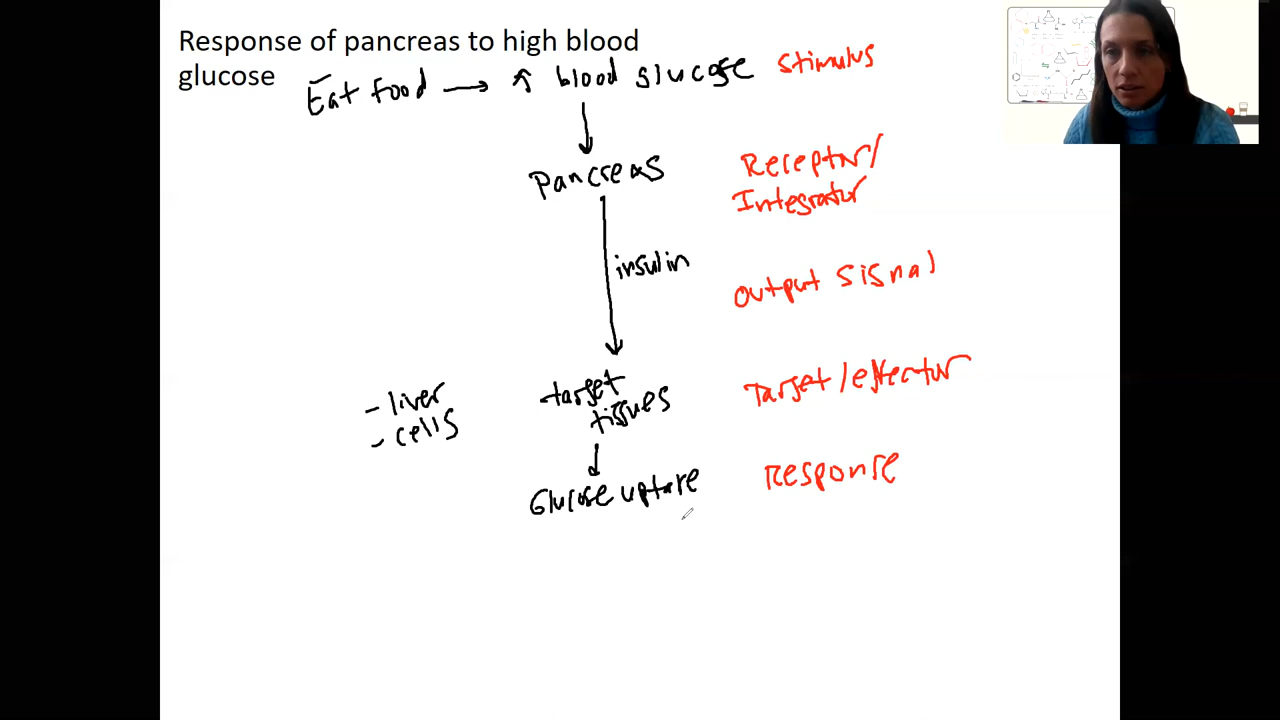 Response of pancreas to high blood
glucose
Eat food → ↑ blood glucose stimulus
↓
Pancreas Receptor/
Integrator
↓ insulin
output signal
- liver target Target/effector
- cells tissues
↓
Glucose uptake Response